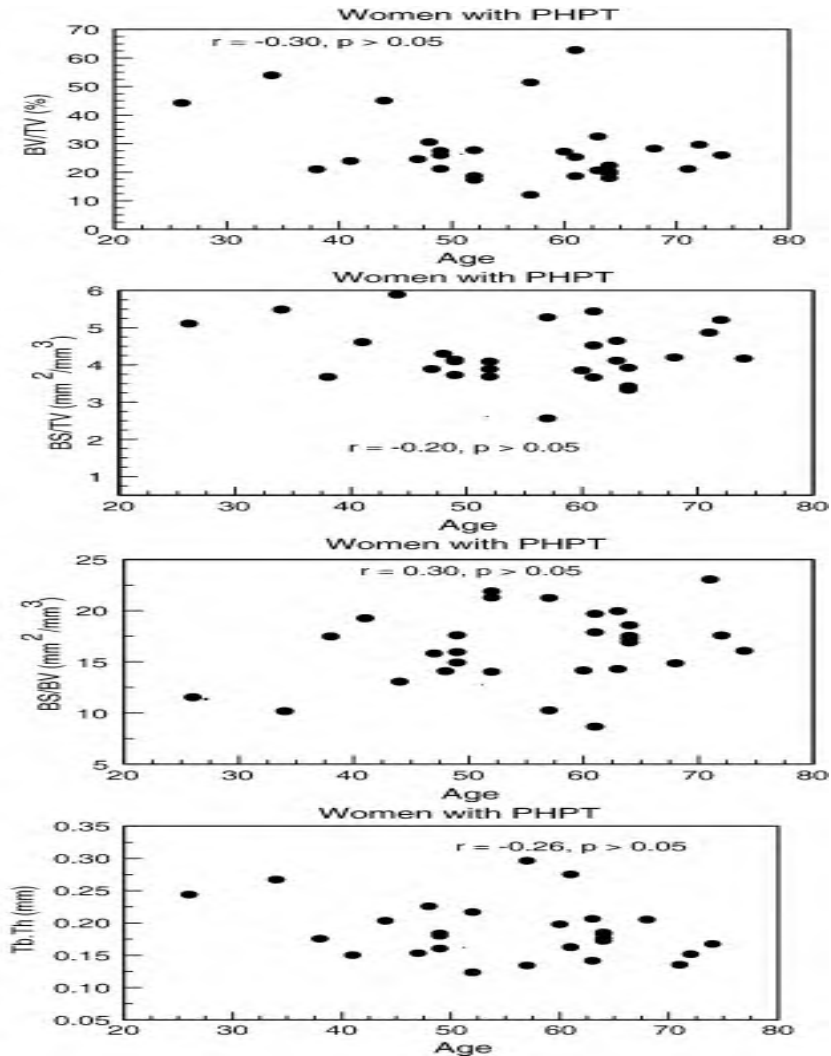 Women with PHPT
r = -0.30, p > 0.05
BV/TV (%)
70
60
50
40
30
20
10
0
20 30 40 50 60 70 80
Age
Women with PHPT
BS/TV (mm²/mm³)
6
5
4
3
2
1
r = -0.20, p > 0.05
20 30 40 50 60 70 80
Age
Women with PHPT
r = 0.30, p > 0.05
BS/BV (mm²/mm³)
25
20
15
10
5
20 30 40 50 60 70 80
Age
Women with PHPT
r = -0.26, p > 0.05
Tb.Th (mm)
0.35
0.30
0.25
0.20
0.15
0.10
0.05
20 30 40 50 60 70 80
Age